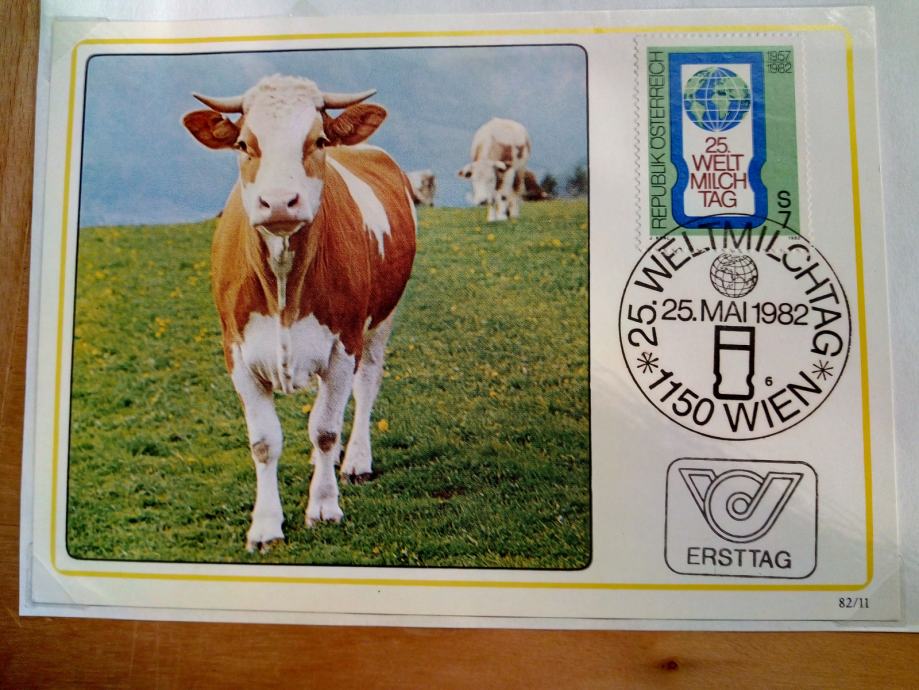 REPUBLIK ÖSTERREICH
1957
1982
25.
WELT
MILCH
TAG
S
7
25. WELTMILCHTAG
25. MAI 1982
6
* 1150 WIEN *
ERSTTAG
82/11